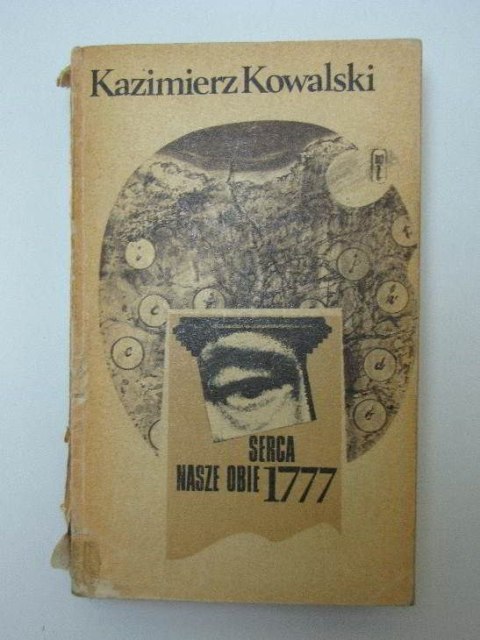 Kazimierz Kowalski
i
c
c
t
f
h
d
e
SERCA
NASZE OBIE 1777